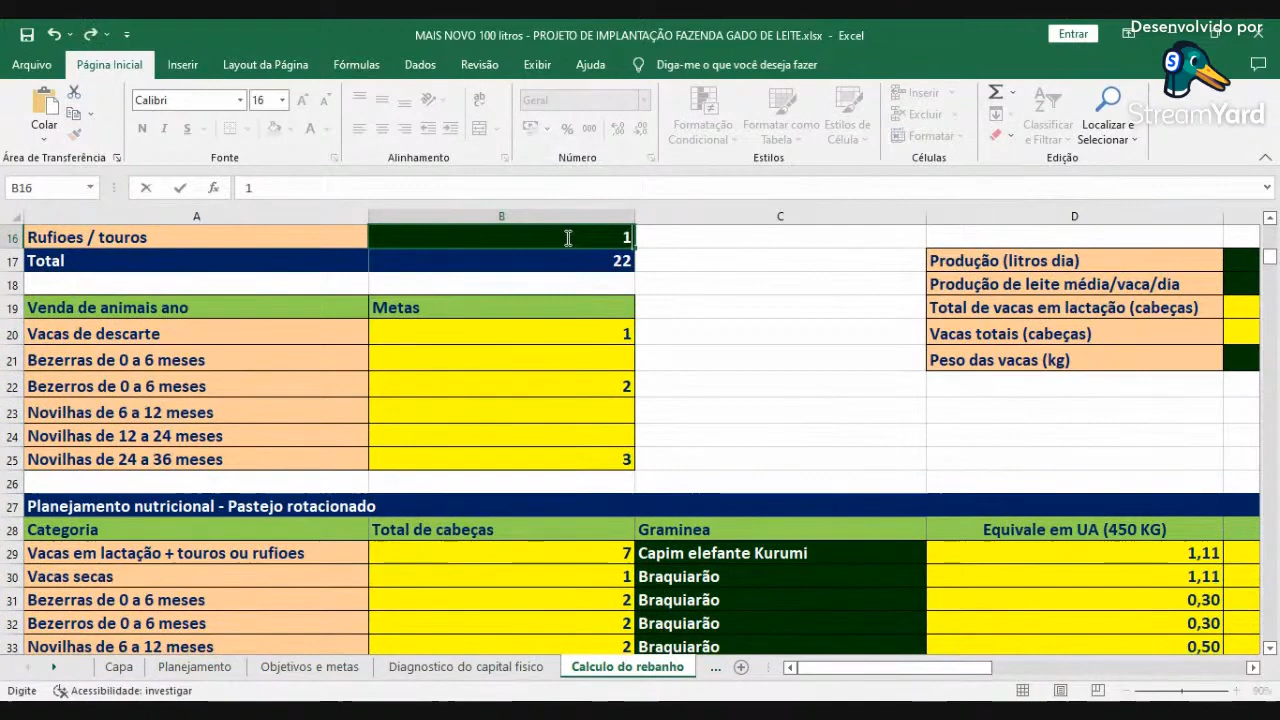 Desenvolvido por
StreamYard
MAIS NOVO 100 litros - PROJETO DE IMPLANTAÇÃO FAZENDA GADO DE LEITE.xlsx - Excel
Entrar
Arquivo Página Inicial Inserir Layout da Página Fórmulas Dados Revisão Exibir Ajuda Diga-me o que você deseja fazer
Colar
Calibri 16
N I S
Geral
% 000
Formatação Condicional
Formatar como Tabela
Estilos de Célula
Inserir
Excluir
Formatar
Classificar e Filtrar
Localizar e Selecionar
Área de Transferência Fonte Alinhamento Número Estilos Células Edição
B16 fx 1
A B C D
16 Rufioes / touros 1
17 Total 22 Produção (litros dia)
18 Produção de leite média/vaca/dia
19 Venda de animais ano Metas Total de vacas em lactação (cabeças)
20 Vacas de descarte 1 Vacas totais (cabeças)
21 Bezerras de 0 a 6 meses Peso das vacas (kg)
22 Bezerros de 0 a 6 meses 2
23 Novilhas de 6 a 12 meses
24 Novilhas de 12 a 24 meses
25 Novilhas de 24 a 36 meses 3
26
27 Planejamento nutricional - Pastejo rotacionado
28 Categoria Total de cabeças Graminea Equivale em UA (450 KG)
29 Vacas em lactação + touros ou rufioes 7 Capim elefante Kurumi 1,11
30 Vacas secas 1 Braquiarão 1,11
31 Bezerras de 0 a 6 meses 2 Braquiarão 0,30
32 Bezerros de 0 a 6 meses 2 Braquiarão 0,30
33 Novilhas de 6 a 12 meses 2 Braquiarão 0,50
Capa Planejamento Objetivos e metas Diagnostico do capital fisico Calculo do rebanho ...
Digite Acessibilidade: investigar 90%